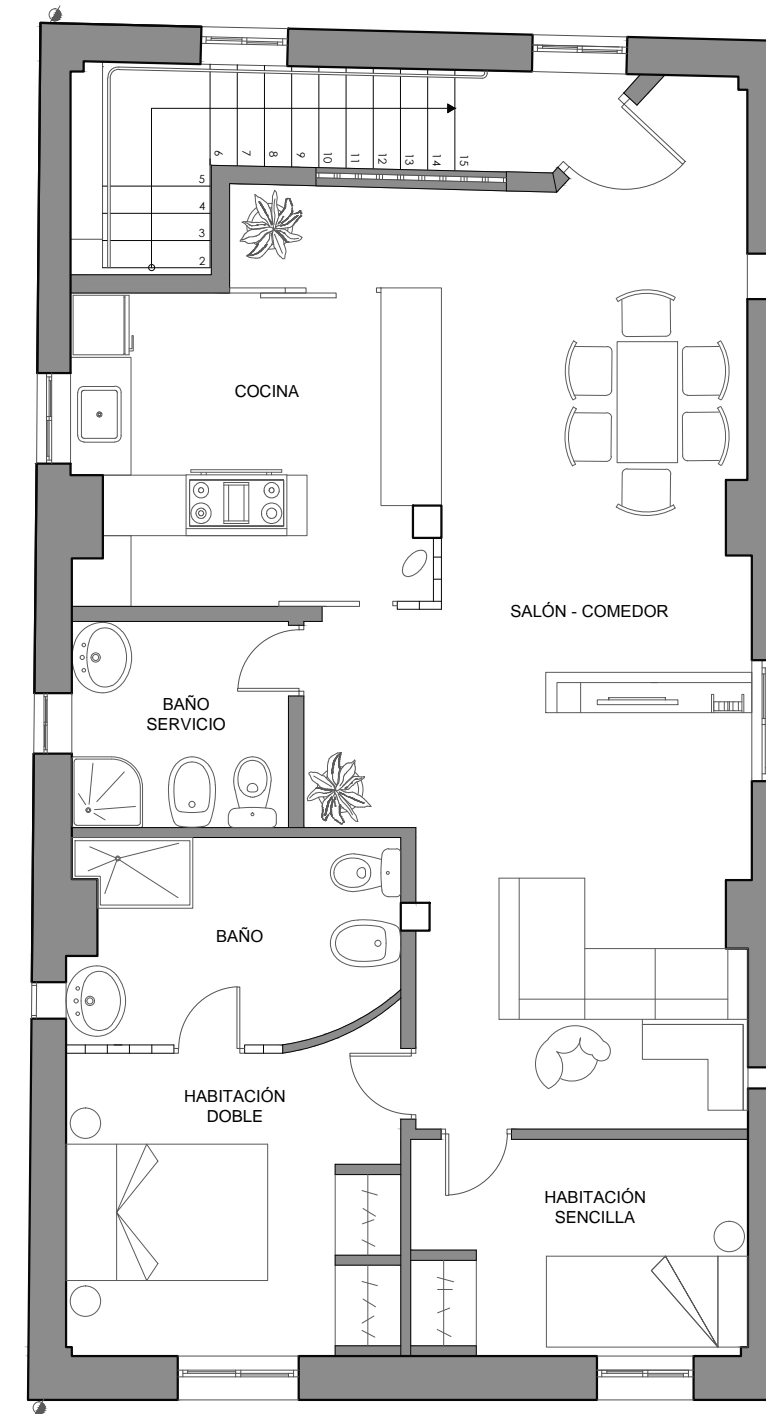 6
7
8
9
10
11
12
13
14
15
5
4
3
2
COCINA
SALÓN - COMEDOR
BAÑO
SERVICIO
BAÑO
HABITACIÓN
DOBLE
HABITACIÓN
SENCILLA